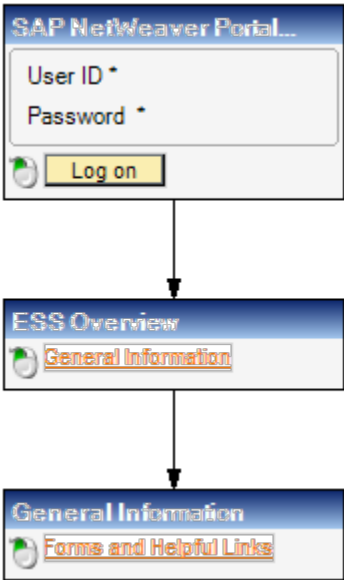 SAP NetWeaver Portal...
User ID *
Password *
Log on
ESS Overview
General Information
General Information
Forms and Helpful Links